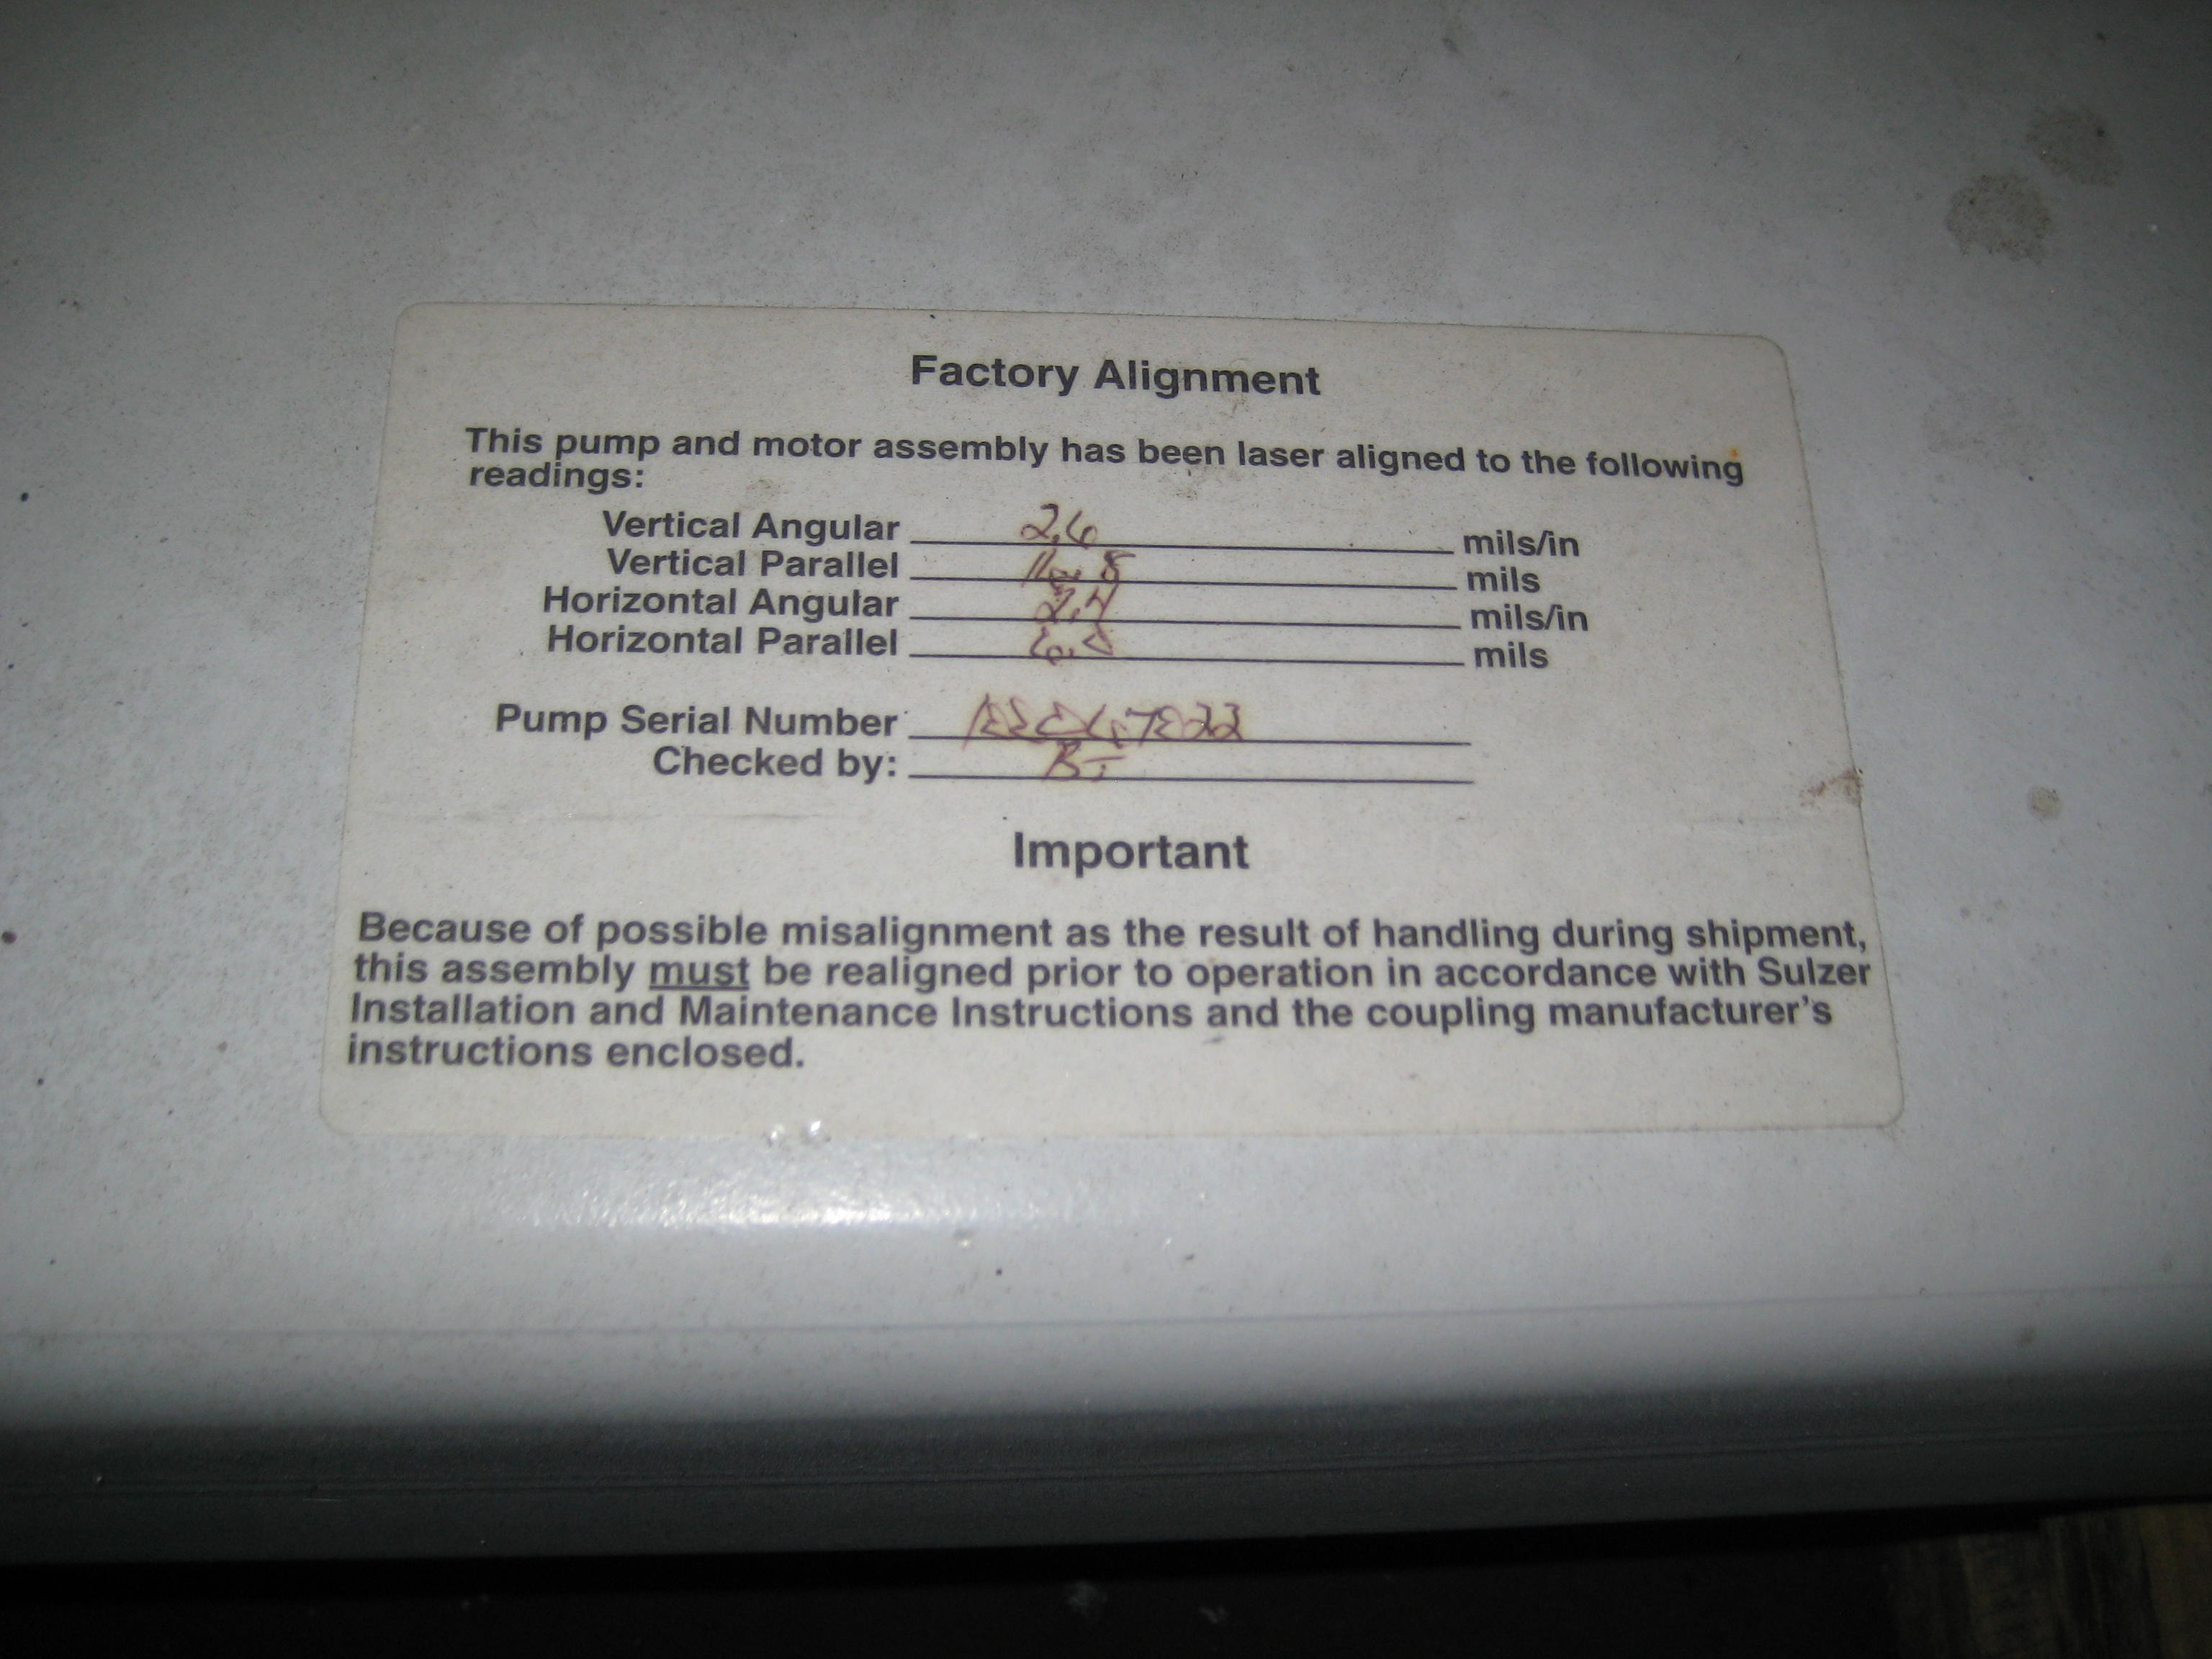 Factory Alignment
This pump and motor assembly has been laser aligned to the following
readings:
Vertical Angular 2.6 mils/in
Vertical Parallel mils
Horizontal Angular 2.4 mils/in
Horizontal Parallel mils
Pump Serial Number
Checked by:
Important
Because of possible misalignment as the result of handling during shipment,
this assembly must be realigned prior to operation in accordance with Sulzer
Installation and Maintenance Instructions and the coupling manufacturer's
instructions enclosed.